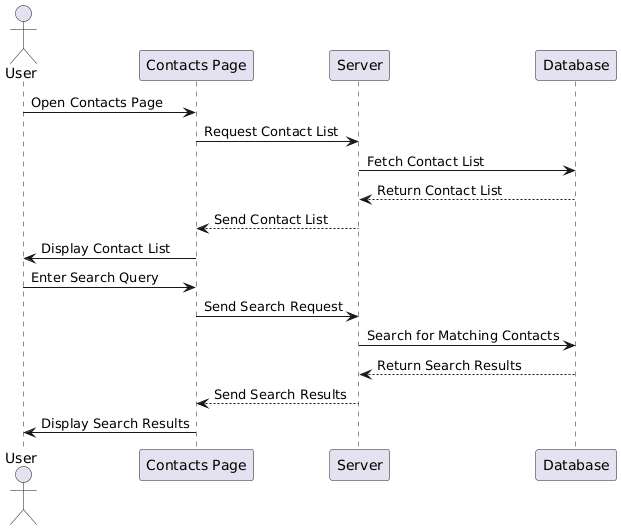 User
Contacts Page
Server
Database
Open Contacts Page
Request Contact List
Fetch Contact List
Return Contact List
Send Contact List
Display Contact List
Enter Search Query
Send Search Request
Search for Matching Contacts
Return Search Results
Send Search Results
Display Search Results
User
Contacts Page
Server
Database